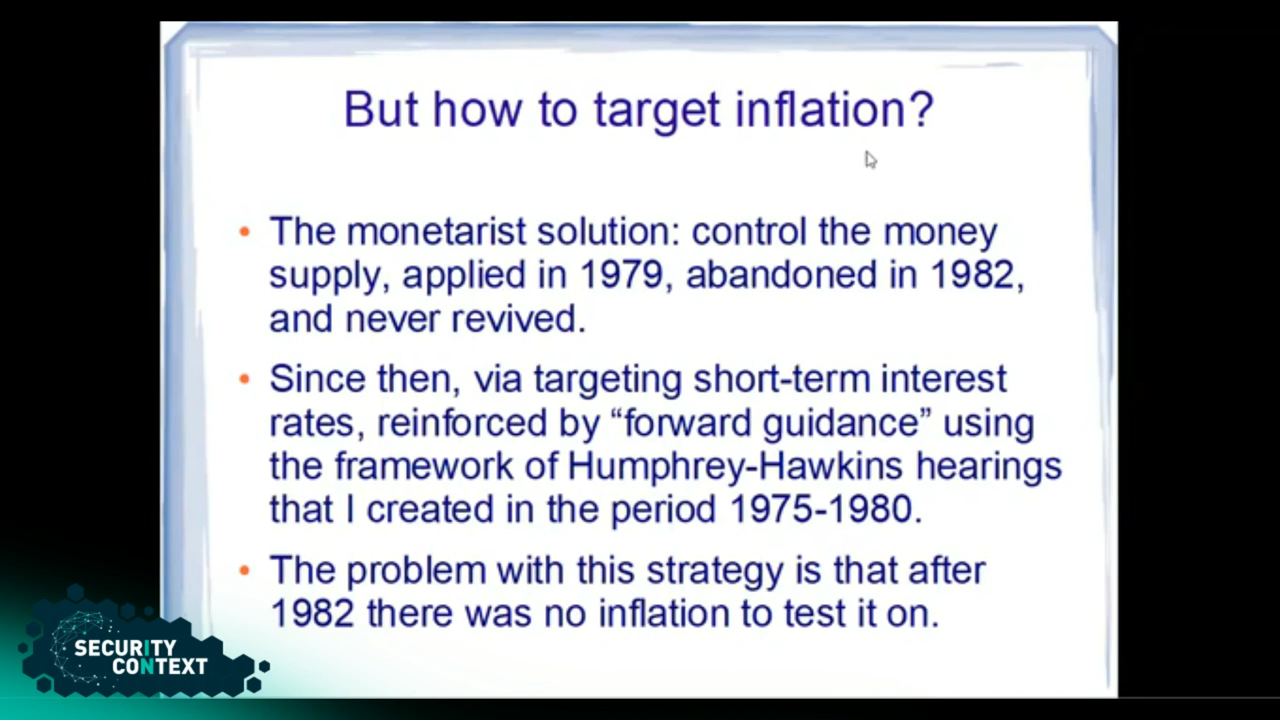 But how to target inflation?
• The monetarist solution: control the money
supply, applied in 1979, abandoned in 1982,
and never revived.
• Since then, via targeting short-term interest
rates, reinforced by “forward guidance” using
the framework of Humphrey-Hawkins hearings
that I created in the period 1975-1980.
• The problem with this strategy is that after
1982 there was no inflation to test it on.
SECURITY
CONTEXT